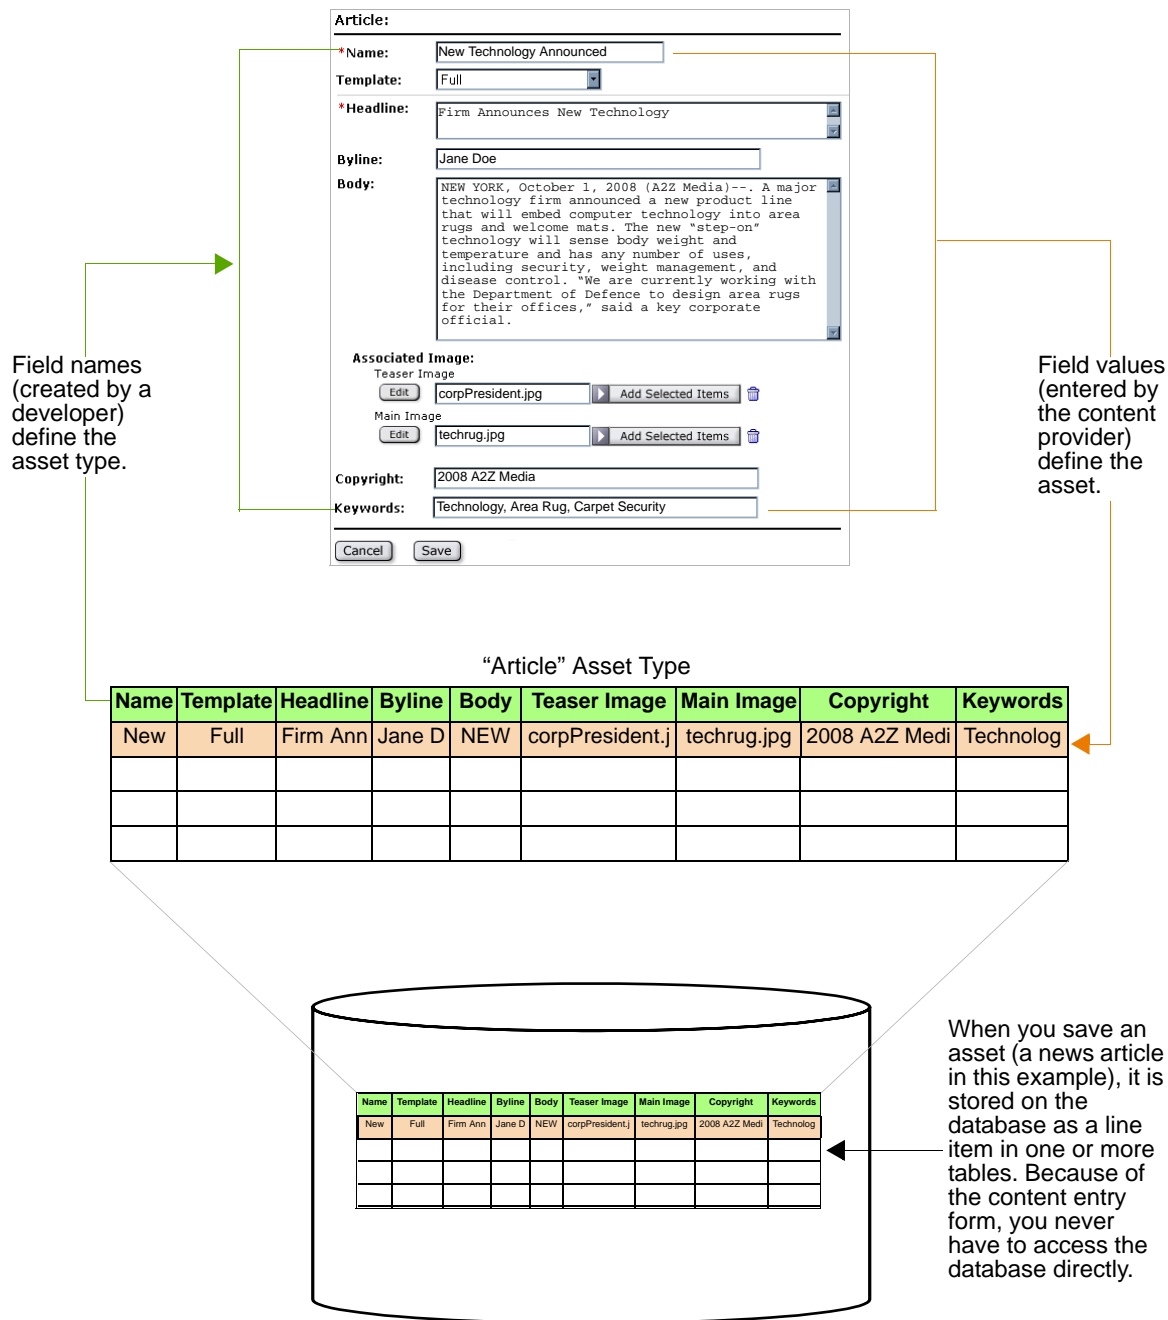 Article:
*Name:
New Technology Announced
Template:
Full
*Headline:
Firm Announces New Technology
Byline:
Jane Doe
Body:
NEW YORK, October 1, 2008 (A2Z Media)--. A major
technology firm announced a new product line
that will embed computer technology into area
rugs and welcome mats. The new “step-on”
technology will sense body weight and
temperature and has any number of uses,
including security, weight management, and
disease control. “We are currently working with
the Department of Defence to design area rugs
for their offices,” said a key corporate
official.
Associated Image:
Teaser Image
Edit
corpPresident.jpg
Add Selected Items
Main Image
Edit
techrug.jpg
Add Selected Items
Copyright:
2008 A2Z Media
Keywords:
Technology, Area Rug, Carpet Security
Cancel
Save
Field names
(created by a
developer)
define the
asset type.
Field values
(entered by
the content
provider)
define the
asset.
“Article” Asset Type
Name Template Headline Byline Body Teaser Image Main Image Copyright Keywords
New Full Firm Ann Jane D NEW corpPresident.j techrug.jpg 2008 A2Z Medi Technolog
Name Template Headline Byline Body Teaser Image Main Image Copyright Keywords
New Full Firm Ann Jane D NEW corpPresident.j techrug.jpg 2008 A2Z Medi Technolog
When you save an
asset (a news article
in this example), it is
stored on the
database as a line
item in one or more
tables. Because of
the content entry
form, you never
have to access the
database directly.